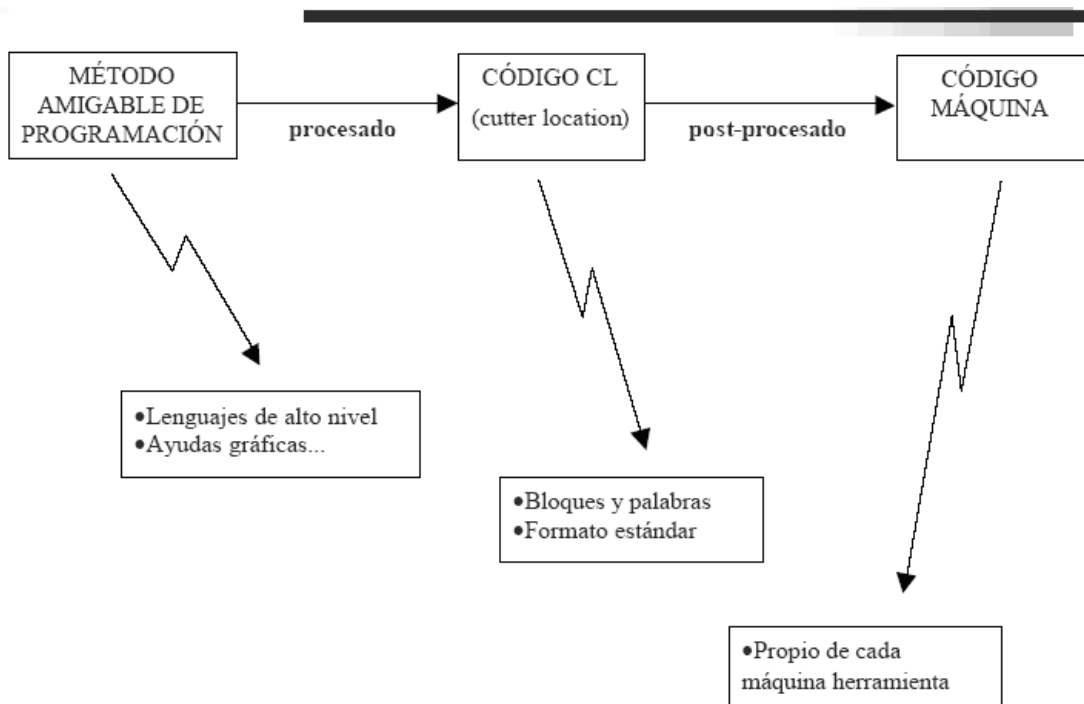 MÉTODO
AMIGABLE DE
PROGRAMACIÓN
procesado
CÓDIGO CL
(cutter location)
post-procesado
CÓDIGO
MÁQUINA
•Lenguajes de alto nivel
•Ayudas gráficas...
•Bloques y palabras
•Formato estándar
•Propio de cada
máquina herramienta